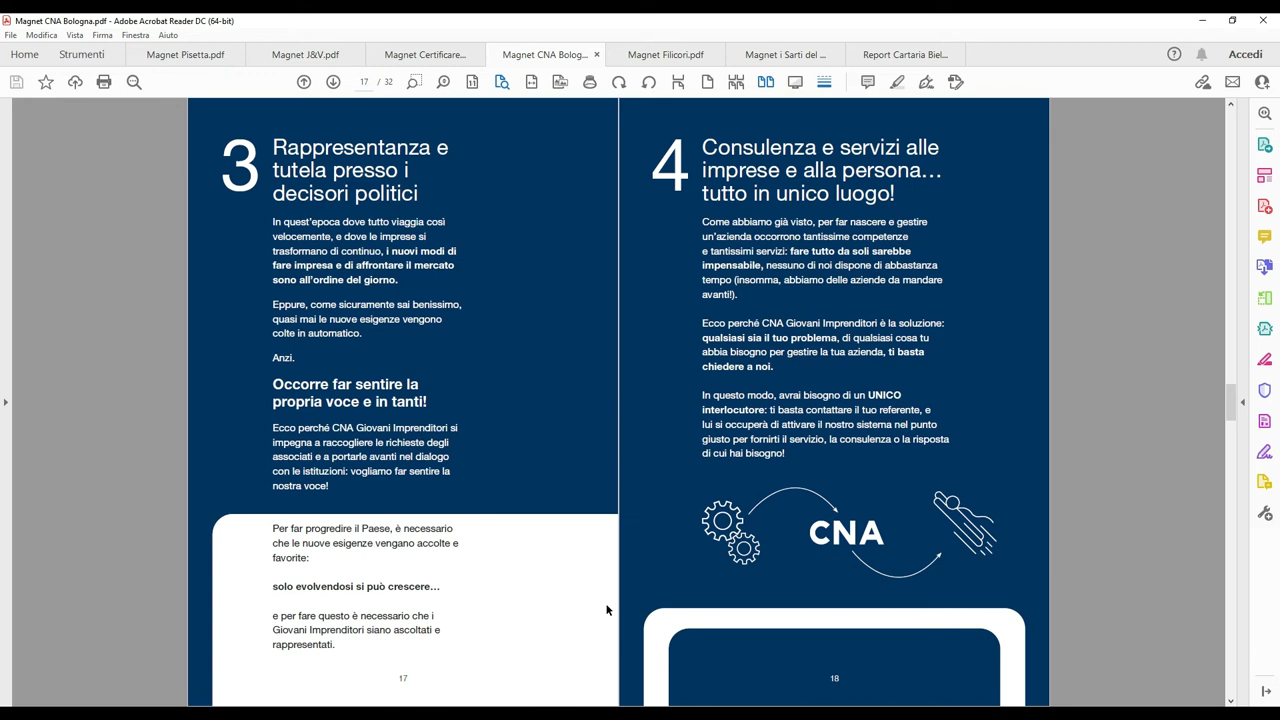 Magnet CNA Bologna.pdf - Adobe Acrobat Reader DC (64-bit)
File Modifica Vista Firma Finestra Aiuto
Home Strumenti Magnet Pisetta.pdf Magnet J&V.pdf Magnet Certificare... Magnet CNA Bolog... × Magnet Filicori.pdf Magnet i Sarti del ... Report Cartaria Biel... Accedi
17 / 32
3
Rappresentanza e
tutela presso i
decisori politici
In quest'epoca dove tutto viaggia così
velocemente, e dove le imprese si
trasformano di continuo, i nuovi modi di
fare impresa e di affrontare il mercato
sono all'ordine del giorno.
Eppure, come sicuramente sai benissimo,
quasi mai le nuove esigenze vengono
colte in automatico.
Anzi.
Occorre far sentire la
propria voce e in tanti!
Ecco perché CNA Giovani Imprenditori si
impegna a raccogliere le richieste degli
associati e a portarle avanti nel dialogo
con le istituzioni: vogliamo far sentire la
nostra voce!
Per far progredire il Paese, è necessario
che le nuove esigenze vengano accolte e
favorite:
solo evolvendosi si può crescere...
e per fare questo è necessario che i
Giovani Imprenditori siano ascoltati e
rappresentati.
17
4
Consulenza e servizi alle
imprese e alla persona...
tutto in unico luogo!
Come abbiamo già visto, per far nascere e gestire
un'azienda occorrono tantissime competenze
e tantissimi servizi: fare tutto da soli sarebbe
impensabile, nessuno di noi dispone di abbastanza
tempo (insomma, abbiamo delle aziende da mandare
avanti!).
Ecco perché CNA Giovani Imprenditori è la soluzione:
qualsiasi sia il tuo problema, di qualsiasi cosa tu
abbia bisogno per gestire la tua azienda, ti basta
chiedere a noi.
In questo modo, avrai bisogno di un UNICO
interlocutore: ti basta contattare il tuo referente, e
lui si occuperà di attivare il nostro sistema nel punto
giusto per fornirti il servizio, la consulenza o la risposta
di cui hai bisogno!
CNA
18